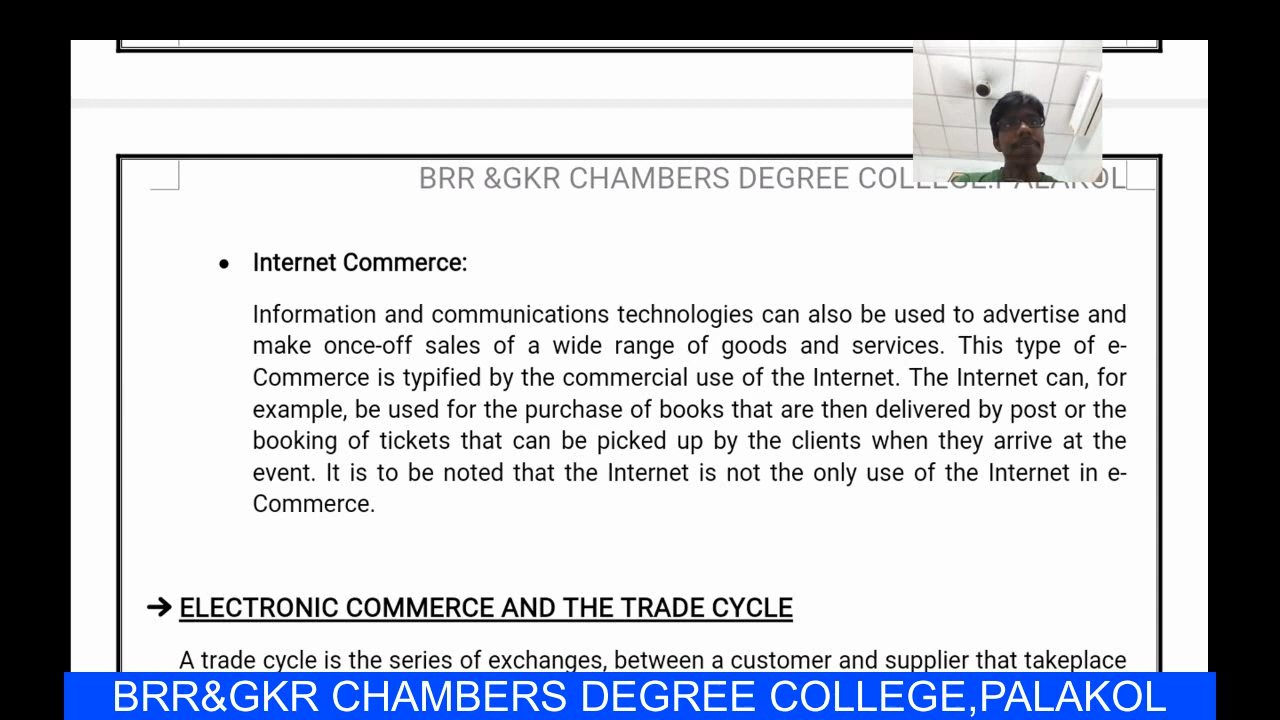 BRR &GKR CHAMBERS DEGREE COLLEGE.PALAKOL
• Internet Commerce:
Information and communications technologies can also be used to advertise and
make once-off sales of a wide range of goods and services. This type of e-
Commerce is typified by the commercial use of the Internet. The Internet can, for
example, be used for the purchase of books that are then delivered by post or the
booking of tickets that can be picked up by the clients when they arrive at the
event. It is to be noted that the Internet is not the only use of the Internet in e-
Commerce.
→ ELECTRONIC COMMERCE AND THE TRADE CYCLE
A trade cycle is the series of exchanges, between a customer and supplier that takeplace
BRR&GKR CHAMBERS DEGREE COLLEGE,PALAKOL